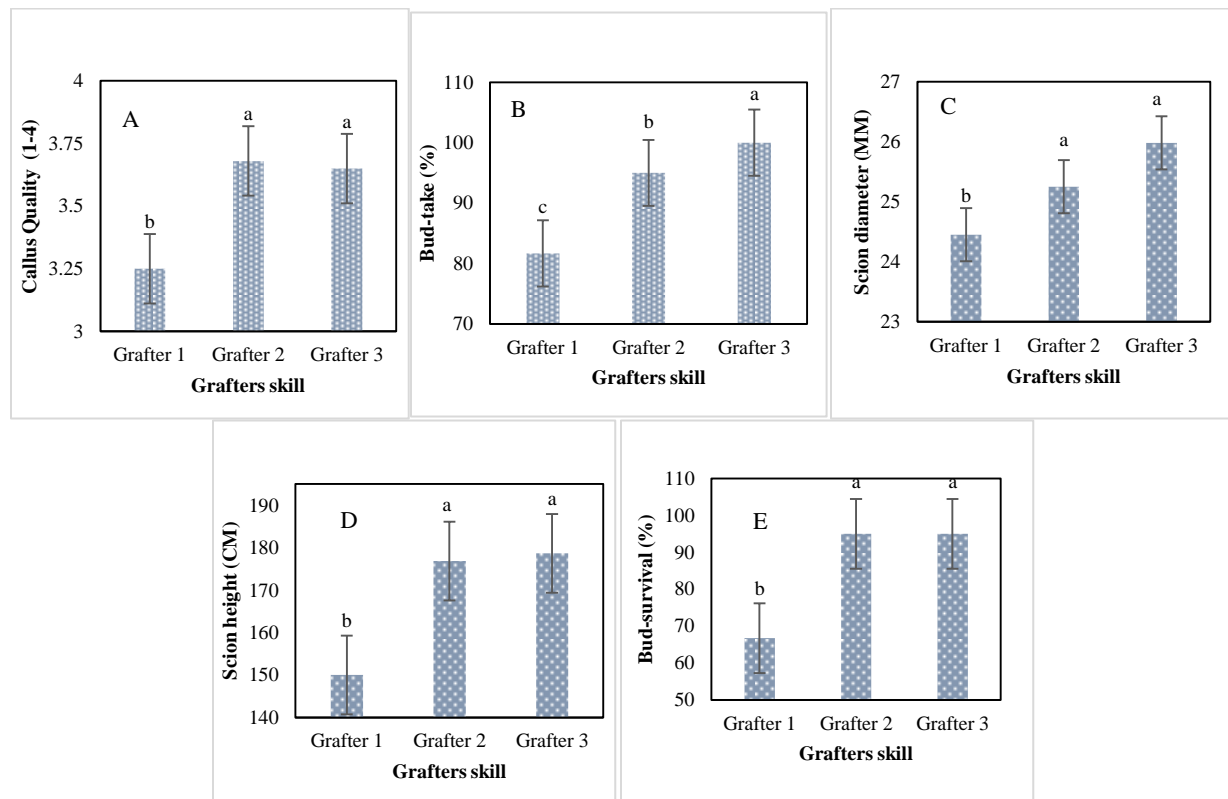 A
Callus Quality (1-4)
4
3.75
3.5
3.25
3
b
a
a
Grafter 1 Grafter 2 Grafter 3
Grafters skill
B
Bud-take (%)
110
100
90
80
70
c
b
a
Grafter 1 Grafter 2 Grafter 3
Grafters skill
C
Scion diameter (MM)
27
26
25
24
23
b
a
a
Grafter 1 Grafter 2 Grafter 3
Grafters skill
D
Scion height (CM)
190
180
170
160
150
140
b
a
a
Grafter 1 Grafter 2 Grafter 3
Grafters skill
E
Bud-survival (%)
110
100
90
80
70
60
50
b
a
a
Grafter 1 Grafter 2 Grafter 3
Grafters skill